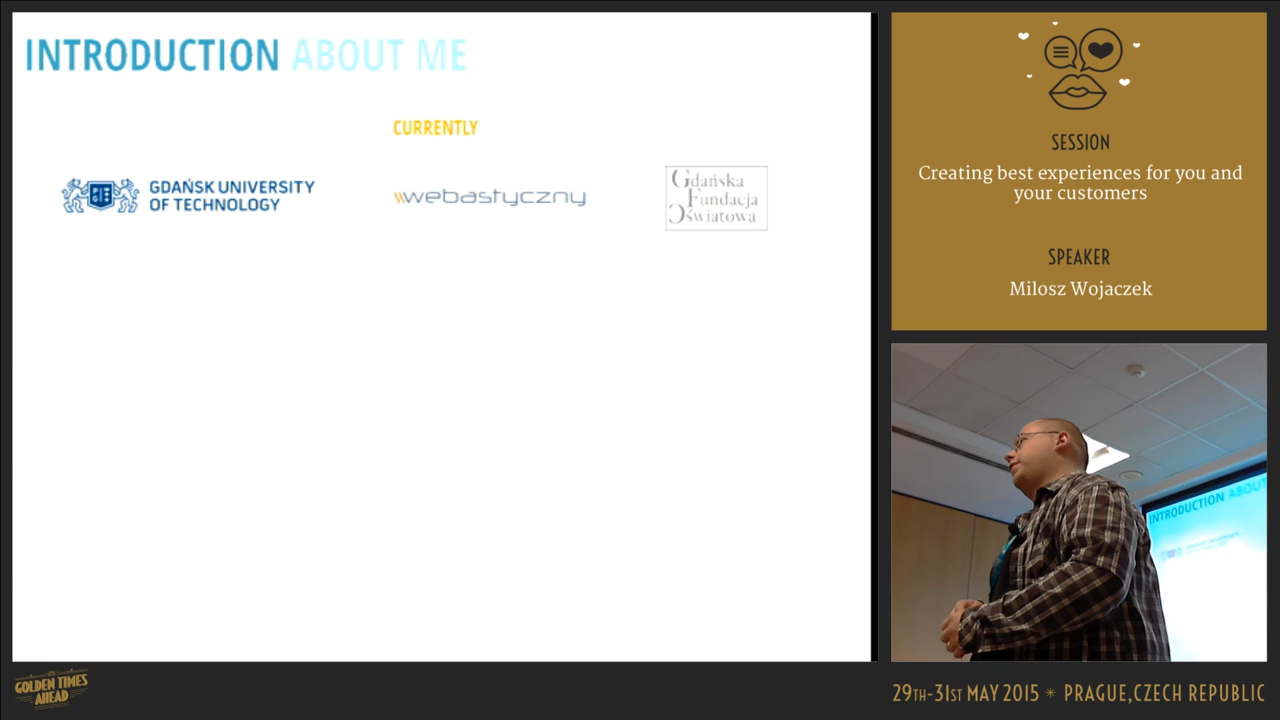 INTRODUCTION ABOUT ME
CURRENTLY
GDAŃSK UNIVERSITY
OF TECHNOLOGY
webastyczny
Gdańska
Fundacja
Oświatowa
SESSION
Creating best experiences for you and
your customers
SPEAKER
Milosz Wojaczek
INTRODUCTION ABOUT
GOLDEN TIMES
AHEAD
29TH-31ST MAY 2015 * PRAGUE, CZECH REPUBLIC